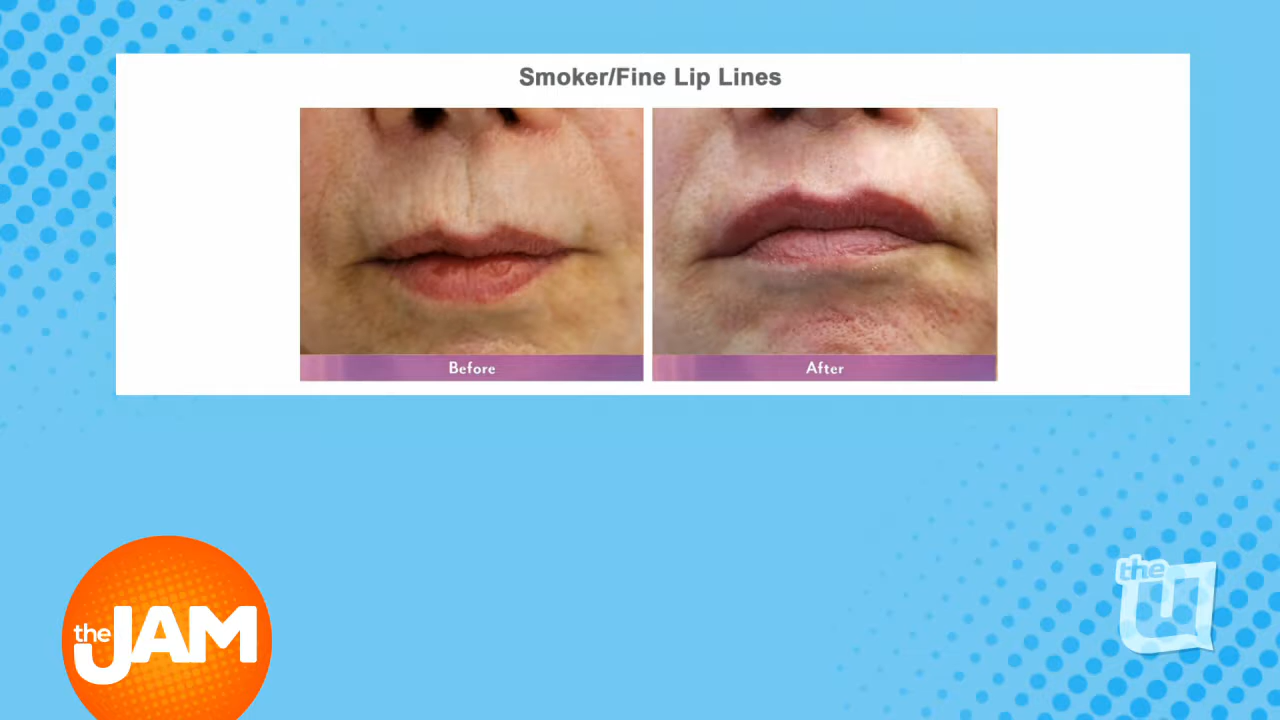 Smoker/Fine Lip Lines
Before
After
the
JAM
the
U